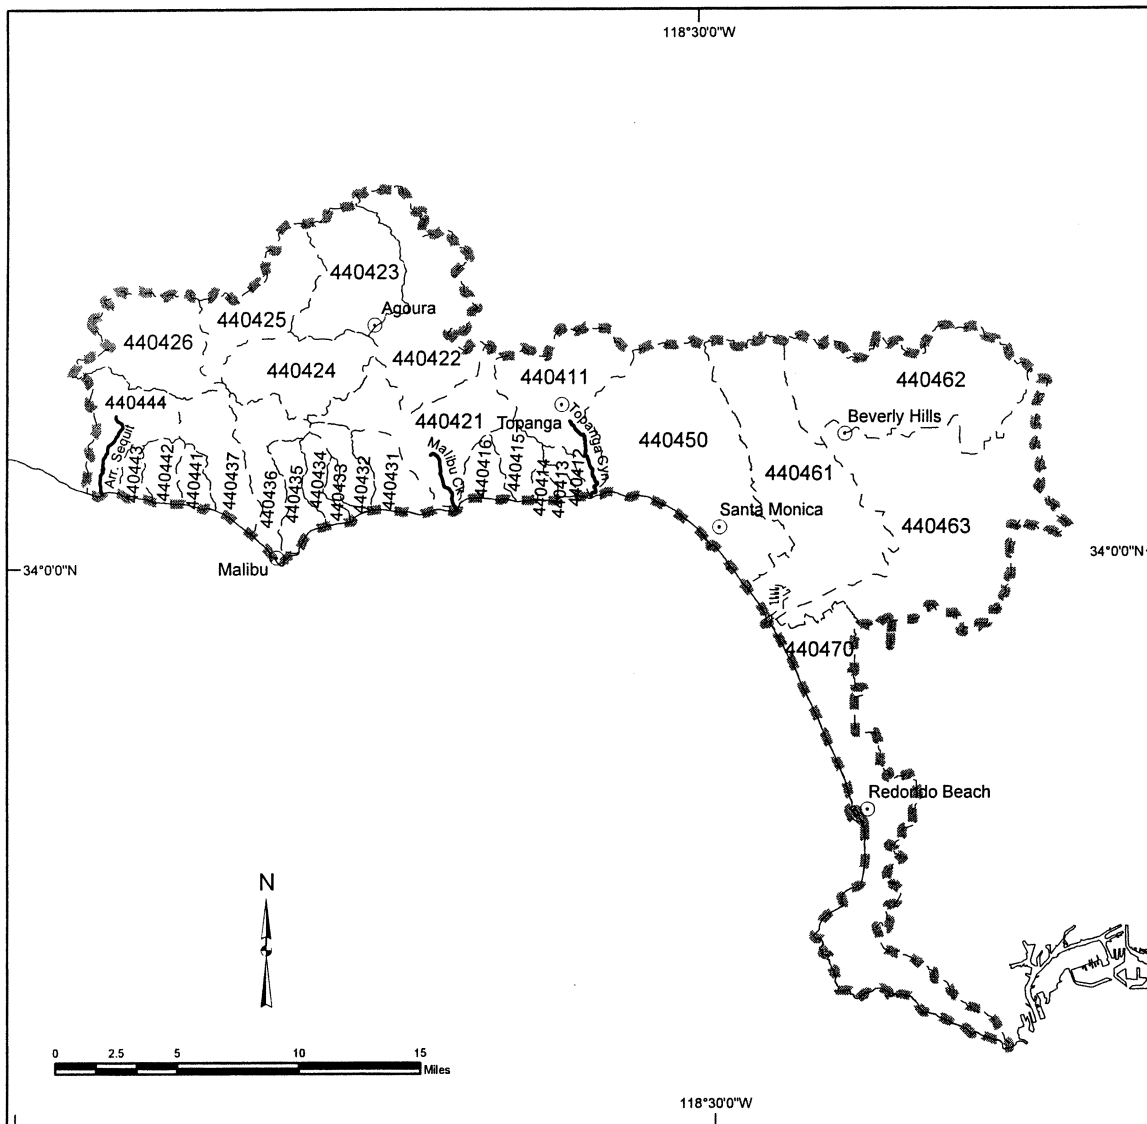 118°30'0"W
440423
Agoura
440425
440426
440422
440424
440411
440462
440444
Topanga
440421
Beverly Hills
440450
Arr. Sequit
440443
440442
440441
440437
440436
440435
440434
440433
440432
440431
Malibu Ck
440416
440415
440414
440413
440412
Topanga Cyn
440461
Santa Monica
440463
34°0'0"N
34°0'0"N
Malibu
440470
Redondo Beach
N
0 2.5 5 10 15
Miles
118°30'0"W